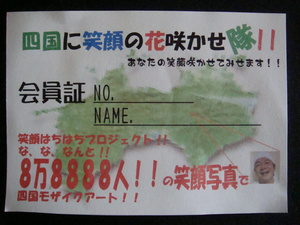 四国に笑顔の花咲かせ隊!!
あなたの笑顔咲かせてみせます!!
会員証 NO.
NAME.
笑顔はちはちプロジェクト!!
な、な、なんと!!
8万8888人!!の笑顔写真で
四国モザイクアート!!